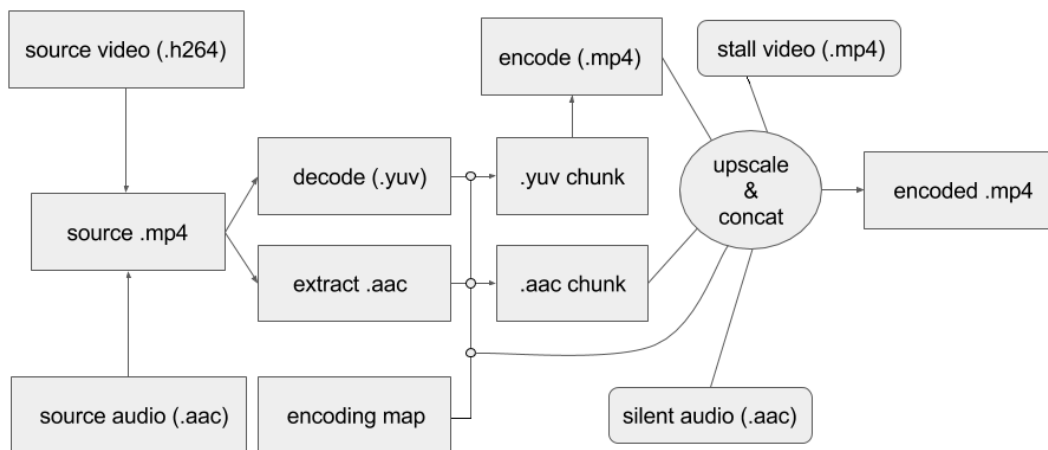 source video (.h264)
encode (.mp4)
stall video (.mp4)
decode (.yuv)
.yuv chunk
upscale
&
concat
encoded .mp4
source .mp4
extract .aac
.aac chunk
source audio (.aac)
encoding map
silent audio (.aac)